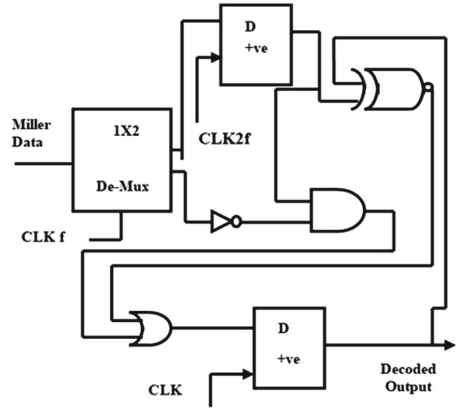 D
+ve
CLK2f
Miller
Data
1X2
De-Mux
CLK f
D
+ve
CLK
Decoded
Output